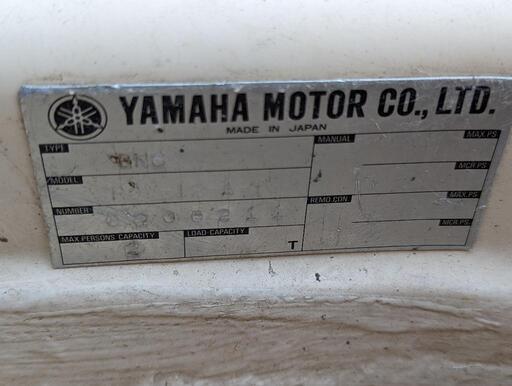 YAMAHA MOTOR CO., LTD.
MADE IN JAPAN
TYPE
MANUAL
MAX.PS
MCR.PS
MODEL
NUMBER
REMO.CON.
MAX.PS
MCR.PS
MAX PERSONS CAPACITY
LOAD-CAPACITY
2
T